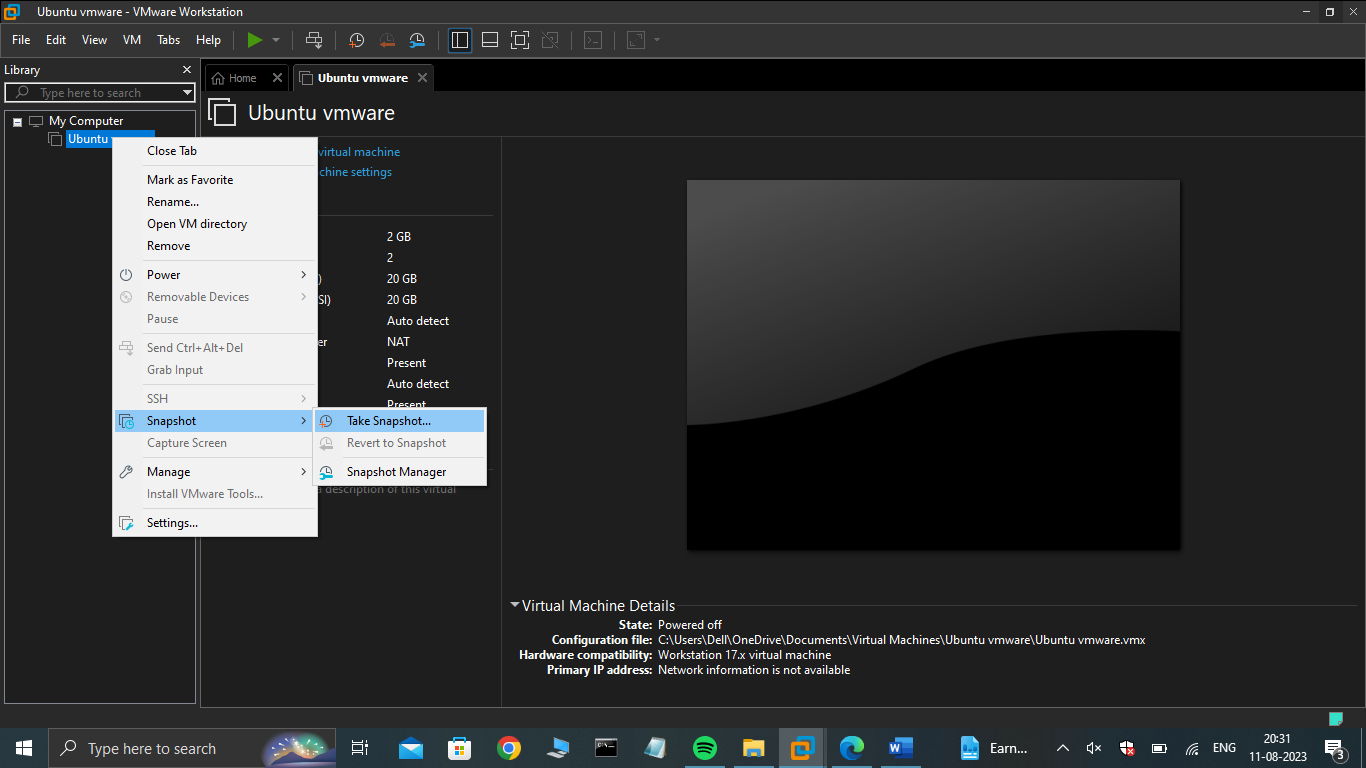 Ubuntu vmware - VMware Workstation
File Edit View VM Tabs Help
Library
Type here to search
My Computer
Ubuntu
Home
Ubuntu vmware
Ubuntu vmware
virtual machine
chine settings
2 GB
2
) 20 GB
SI) 20 GB
Auto detect
er NAT
Present
Auto detect
Present
a description of this virtual
Close Tab
Mark as Favorite
Rename...
Open VM directory
Remove
Power
Removable Devices
Pause
Send Ctrl+Alt+Del
Grab Input
SSH
Snapshot
Capture Screen
Manage
Install VMware Tools...
Settings...
Take Snapshot...
Revert to Snapshot
Snapshot Manager
Virtual Machine Details
State: Powered off
Configuration file: C:\Users\Dell\OneDrive\Documents\Virtual Machines\Ubuntu vmware\Ubuntu vmware.vmx
Hardware compatibility: Workstation 17.x virtual machine
Primary IP address: Network information is not available
Type here to search
Earn...
ENG
20:31
11-08-2023
3